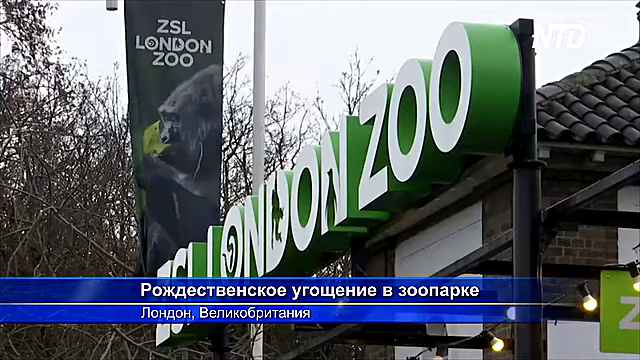 NTD
ZSL
LONDON
ZOO
ZSL LONDON ZOO
Рождественское угощение в зоопарке
Лондон, Великобритания
Z